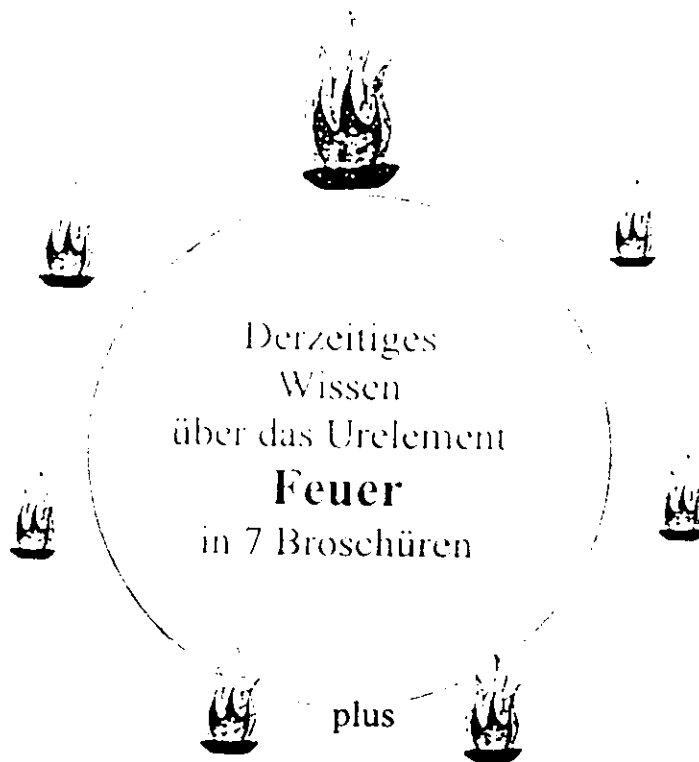 Derzeitiges
Wissen
über das Urelement
Feuer
in 7 Broschüren
plus